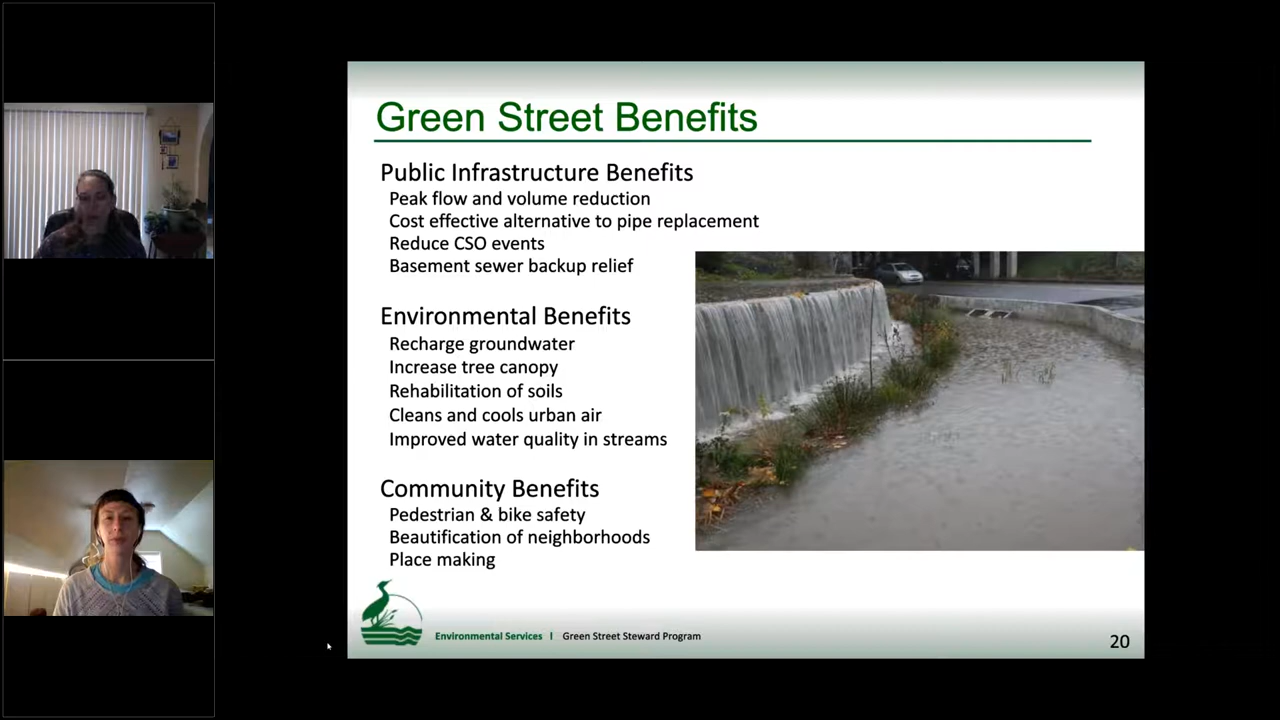 Green Street Benefits
Public Infrastructure Benefits
Peak flow and volume reduction
Cost effective alternative to pipe replacement
Reduce CSO events
Basement sewer backup relief
Environmental Benefits
Recharge groundwater
Increase tree canopy
Rehabilitation of soils
Cleans and cools urban air
Improved water quality in streams
Community Benefits
Pedestrian & bike safety
Beautification of neighborhoods
Place making
Environmental Services | Green Street Steward Program
20